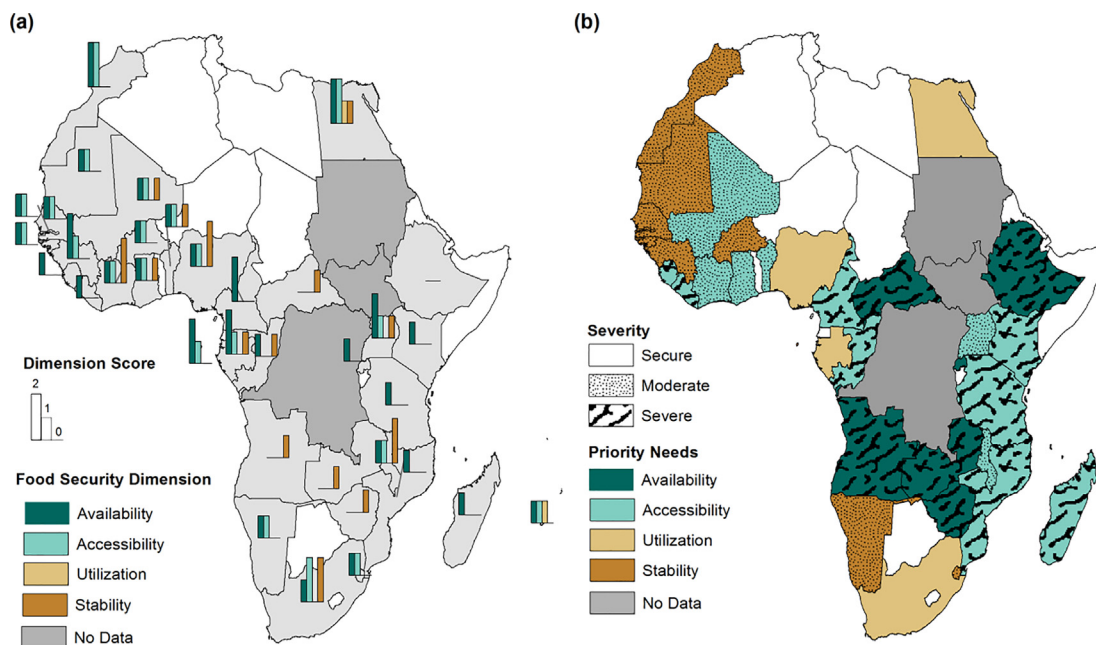 (a)
Dimension Score
2
1
0
Food Security Dimension
Availability
Accessibility
Utilization
Stability
No Data
(b)
Severity
Secure
Moderate
Severe
Priority Needs
Availability
Accessibility
Utilization
Stability
No Data